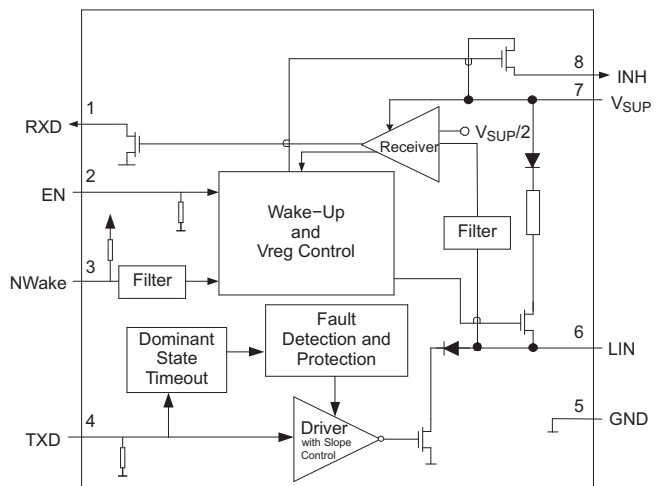 8
INH
7
VSUP
1
RXD
VSUP/2
Receiver
2
EN
Wake-Up
and
Vreg Control
Filter
3
NWake
Filter
Fault
Detection and
Protection
Dominant
State
Timeout
6
LIN
5
GND
4
TXD
Driver
with Slope
Control